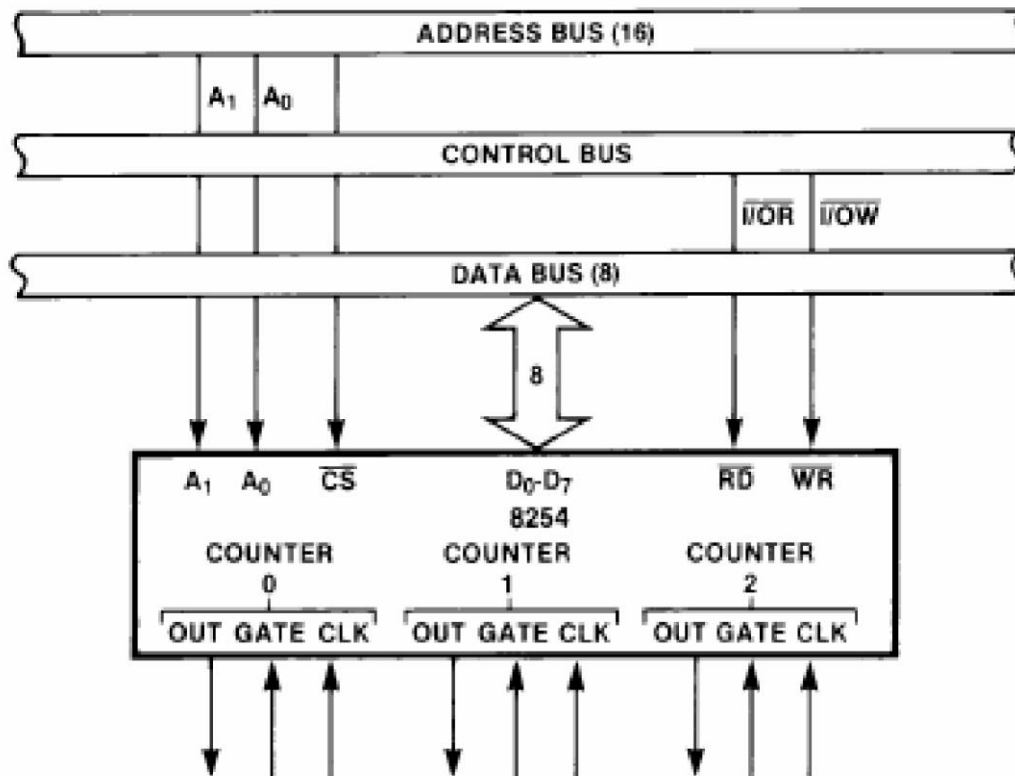 ADDRESS BUS (16)
A₁ A₀
CONTROL BUS
I/OR I/OW
DATA BUS (8)
8
A₁ A₀ CS D₀-D₇ RD WR
8254
COUNTER COUNTER COUNTER
0 1 2
OUT GATE CLK OUT GATE CLK OUT GATE CLK